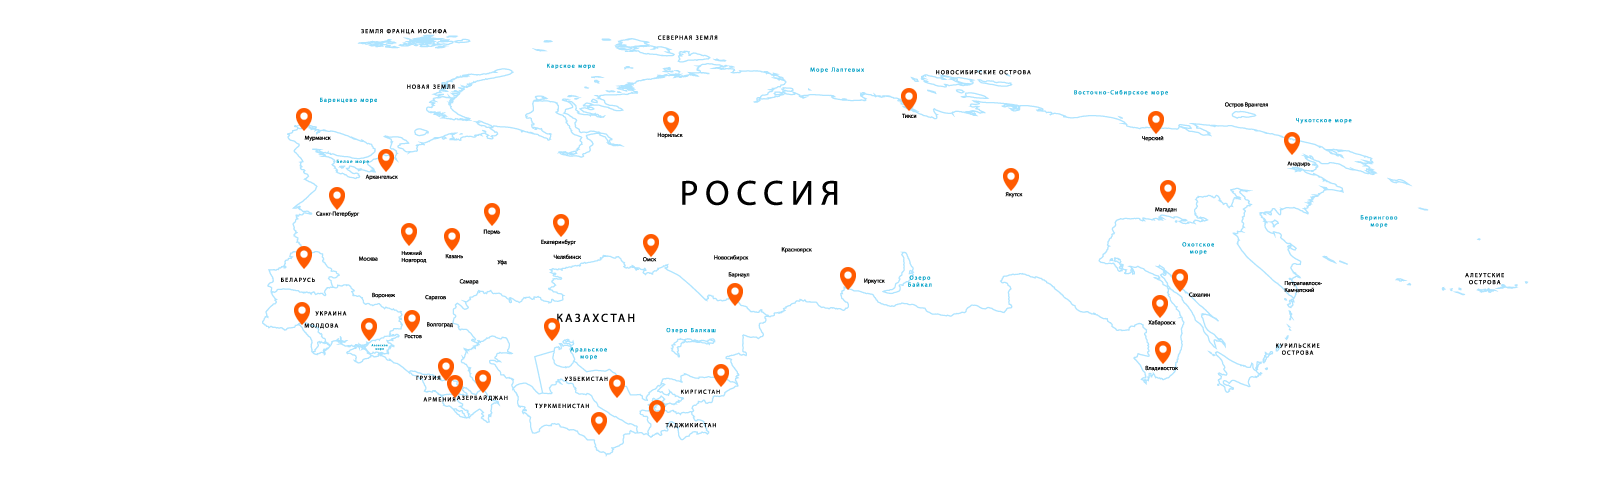 ЗЕМЛЯ ФРАНЦА ИОСИФА
СЕВЕРНАЯ ЗЕМЛЯ
Карское море
Море Лаптевых
НОВОСИБИРСКИЕ ОСТРОВА
НОВАЯ ЗЕМЛЯ
Восточно-Сибирское море
Баренцево море
Остров Врангеля
Чукотское море
Тикси
Мурманск
Норильск
Черский
Белое море
Анадырь
Архангельск
РОССИЯ
Якутск
Санкт-Петербург
Магадан
Берингово
море
Пермь
Екатеринбург
Охотское
море
Москва
Нижний
Новгород
Казань
Уфа
Челябинск
Омск
Новосибирск
Красноярск
Барнаул
Иркутск
Озеро
Байкал
БЕЛАРУСЬ
Самара
Воронеж
Саратов
Сахалин
Петрапавлося-
Камчатский
АЛЕУТСКИЕ
ОСТРОВА
УКРАИНА
МОЛДОВА
Волгоград
Ростов
КАЗАХСТАН
Озеро Балкаш
Хабаровск
Азовское
море
Аральское
море
КУРИЛЬСКИЕ
ОСТРОВА
Владивосток
ГРУЗИЯ
УЗБЕКИСТАН
КИРГИСТАН
АРМЕНИЯ
АЗЕРБАЙДЖАН
ТУРКМЕНИСТАН
ТАДЖИКИСТАН